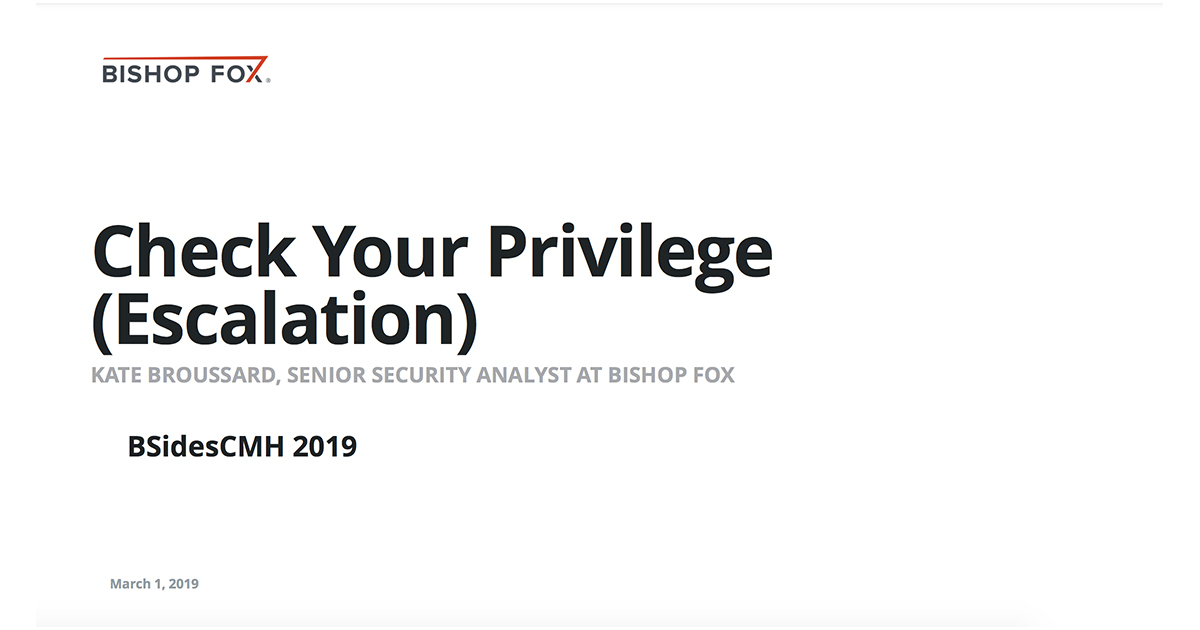 BISHOP FOX®
Check Your Privilege
(Escalation)
KATE BROUSSARD, SENIOR SECURITY ANALYST AT BISHOP FOX
BSidesCMH 2019
March 1, 2019